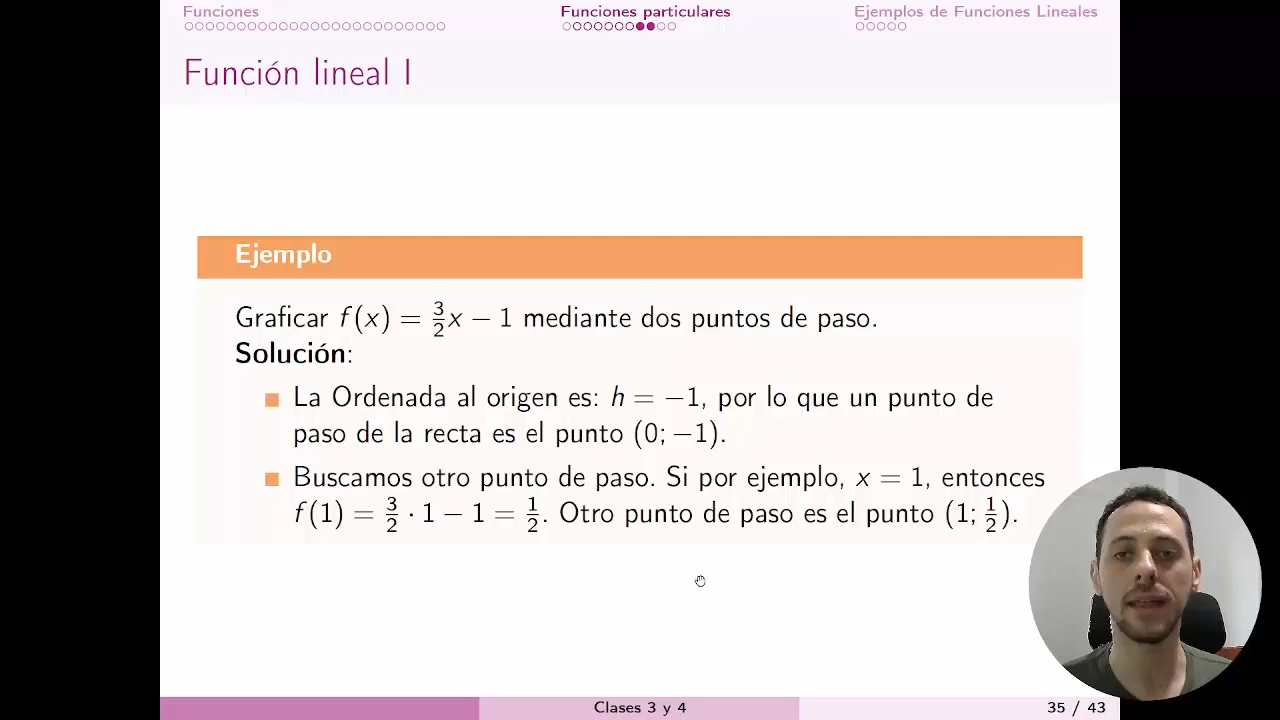 Funciones
Funciones particulares
Ejemplos de Funciones Lineales
Función lineal I
Ejemplo
Graficar f(x) = 3/2 x − 1 mediante dos puntos de paso.
Solución:
La Ordenada al origen es: h = −1, por lo que un punto de
paso de la recta es el punto (0; −1).
Buscamos otro punto de paso. Si por ejemplo, x = 1, entonces
f(1) = 3/2 · 1 − 1 = 1/2. Otro punto de paso es el punto (1; 1/2).
Clases 3 y 4
35 / 43